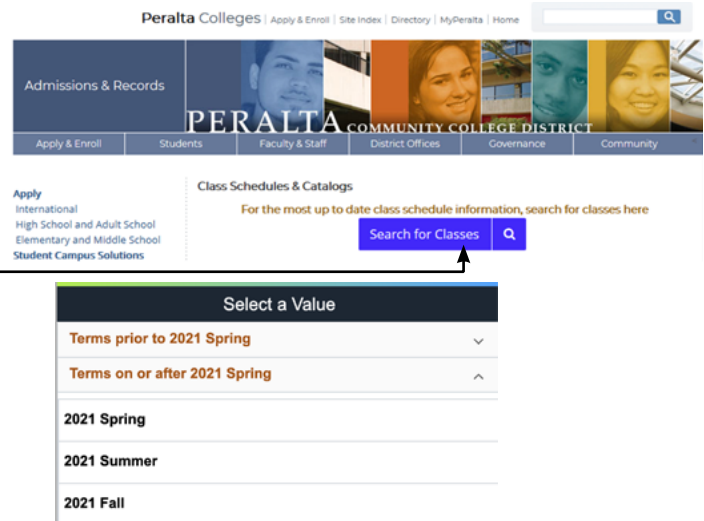 Peralta Colleges | Apply & Enroll | Site Index | Directory | MyPeralta | Home
Admissions & Records
PERALTA COMMUNITY COLLEGE DISTRICT
Apply & Enroll Students Faculty & Staff District Offices Governance Community
Apply
International
High School and Adult School
Elementary and Middle School
Student Campus Solutions
Class Schedules & Catalogs
For the most up to date class schedule information, search for classes here
Search for Classes
Select a Value
Terms prior to 2021 Spring
Terms on or after 2021 Spring
2021 Spring
2021 Summer
2021 Fall